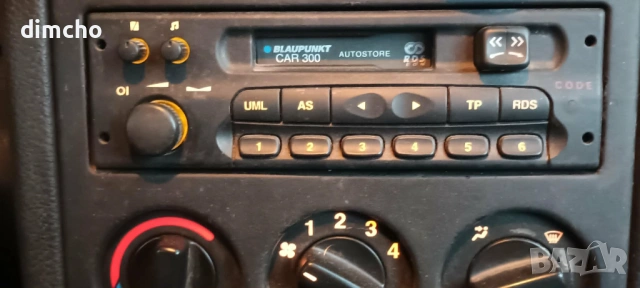 dimcho
BLAUPUNKT
CAR 300 AUTOSTORE
RDS
CODE
UML AS TP RDS
1 2 3 4 5 6
1 2 3 4
BAZAR